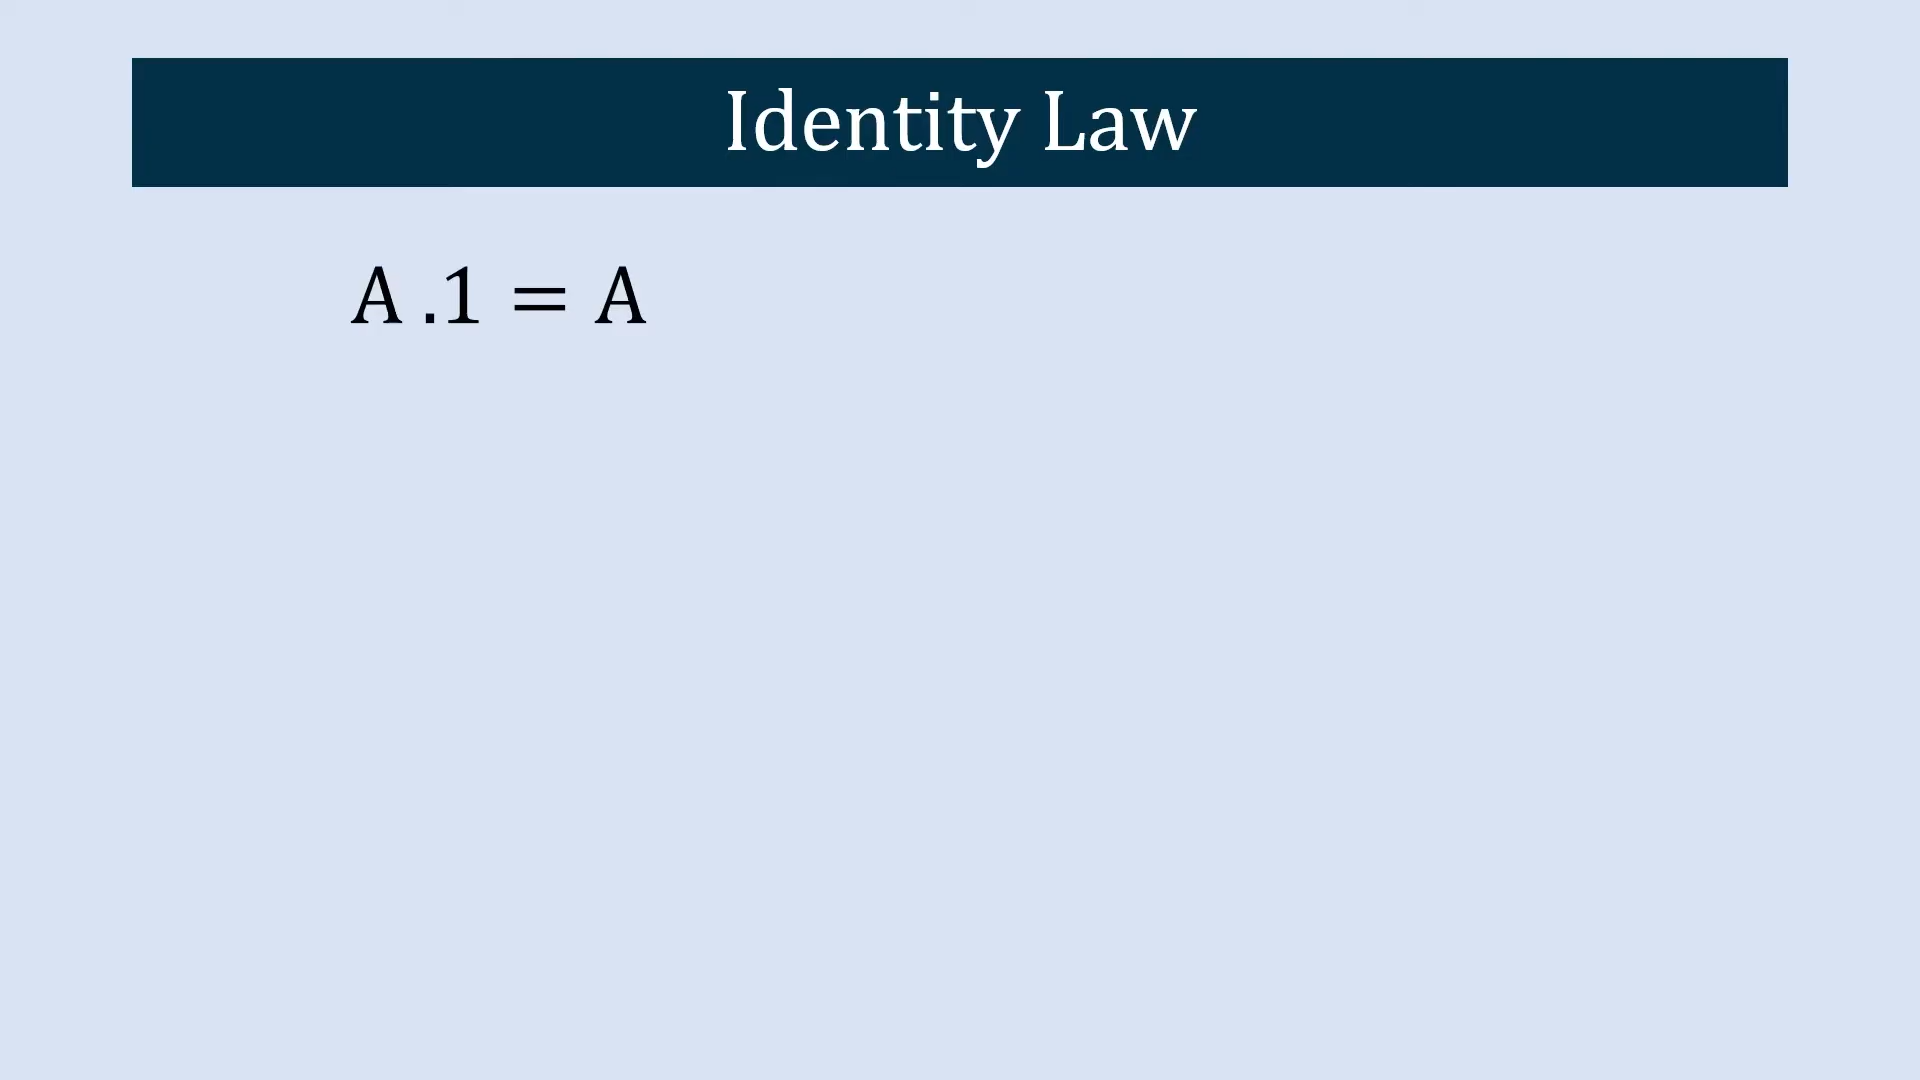 Identity Law
A .1 = A